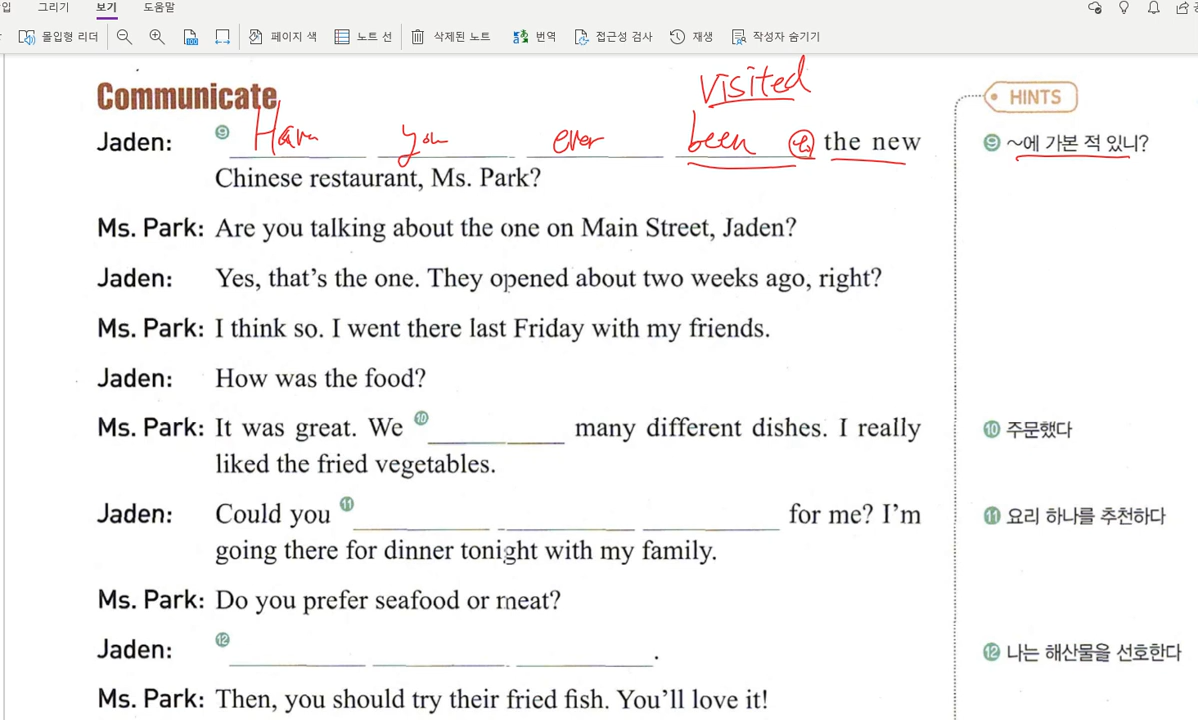 입 그리기 보기 도움말
몰입형 리더 페이지 색 노트 선 삭제된 노트 번역 접근성 검사 재생 작성자 숨기기
visited
Communicate
HINTS
Jaden: ⑨ Have you ever been to the new
⑨ ~에 가본 적 있니?
Chinese restaurant, Ms. Park?
Ms. Park: Are you talking about the one on Main Street, Jaden?
Jaden: Yes, that's the one. They opened about two weeks ago, right?
Ms. Park: I think so. I went there last Friday with my friends.
Jaden: How was the food?
Ms. Park: It was great. We ⑩ ____ many different dishes. I really
⑩ 주문했다
liked the fried vegetables.
Jaden: Could you ⑪ ____ ____ ____ for me? I'm
⑪ 요리 하나를 추천하다
going there for dinner tonight with my family.
Ms. Park: Do you prefer seafood or meat?
Jaden: ⑫ ____ ____ ____.
⑫ 나는 해산물을 선호한다
Ms. Park: Then, you should try their fried fish. You'll love it!